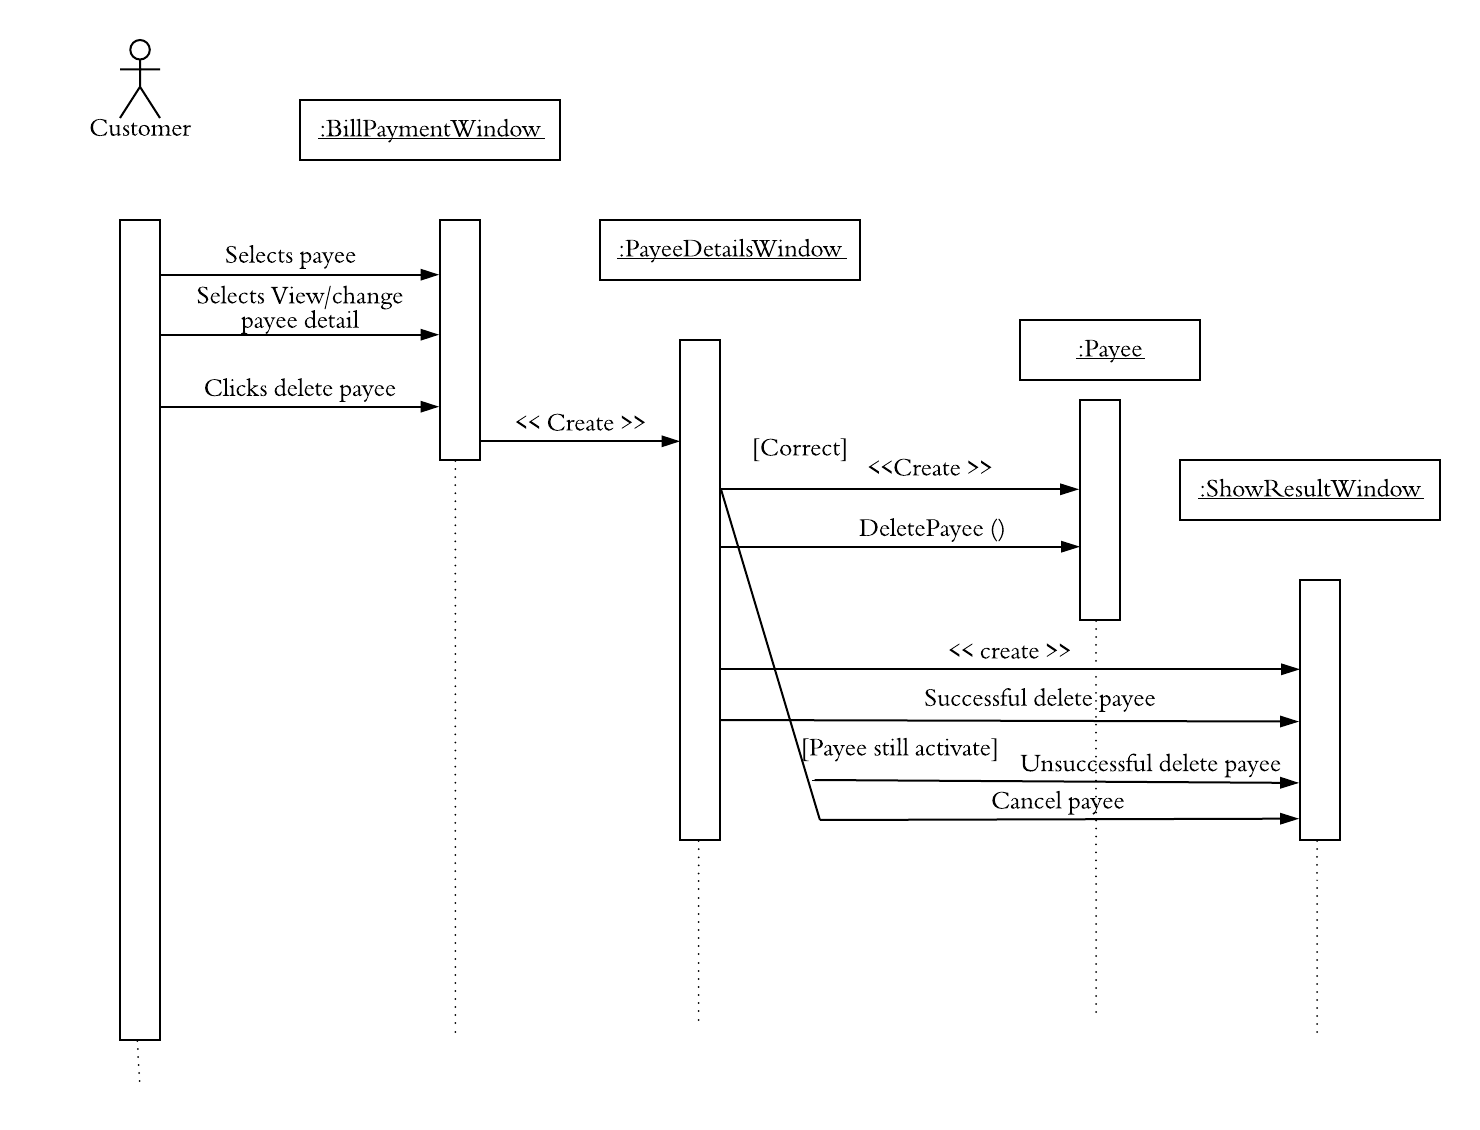 Customer
:BillPaymentWindow
:PayeeDetailsWindow
Selects payee
Selects View/change
payee detail
:Payee
Clicks delete payee
<< Create >>
[Correct]
<<Create >>
:ShowResultWindow
DeletePayee ()
<< create >>
Successful delete payee
[Payee still activate]
Unsuccessful delete payee
Cancel payee